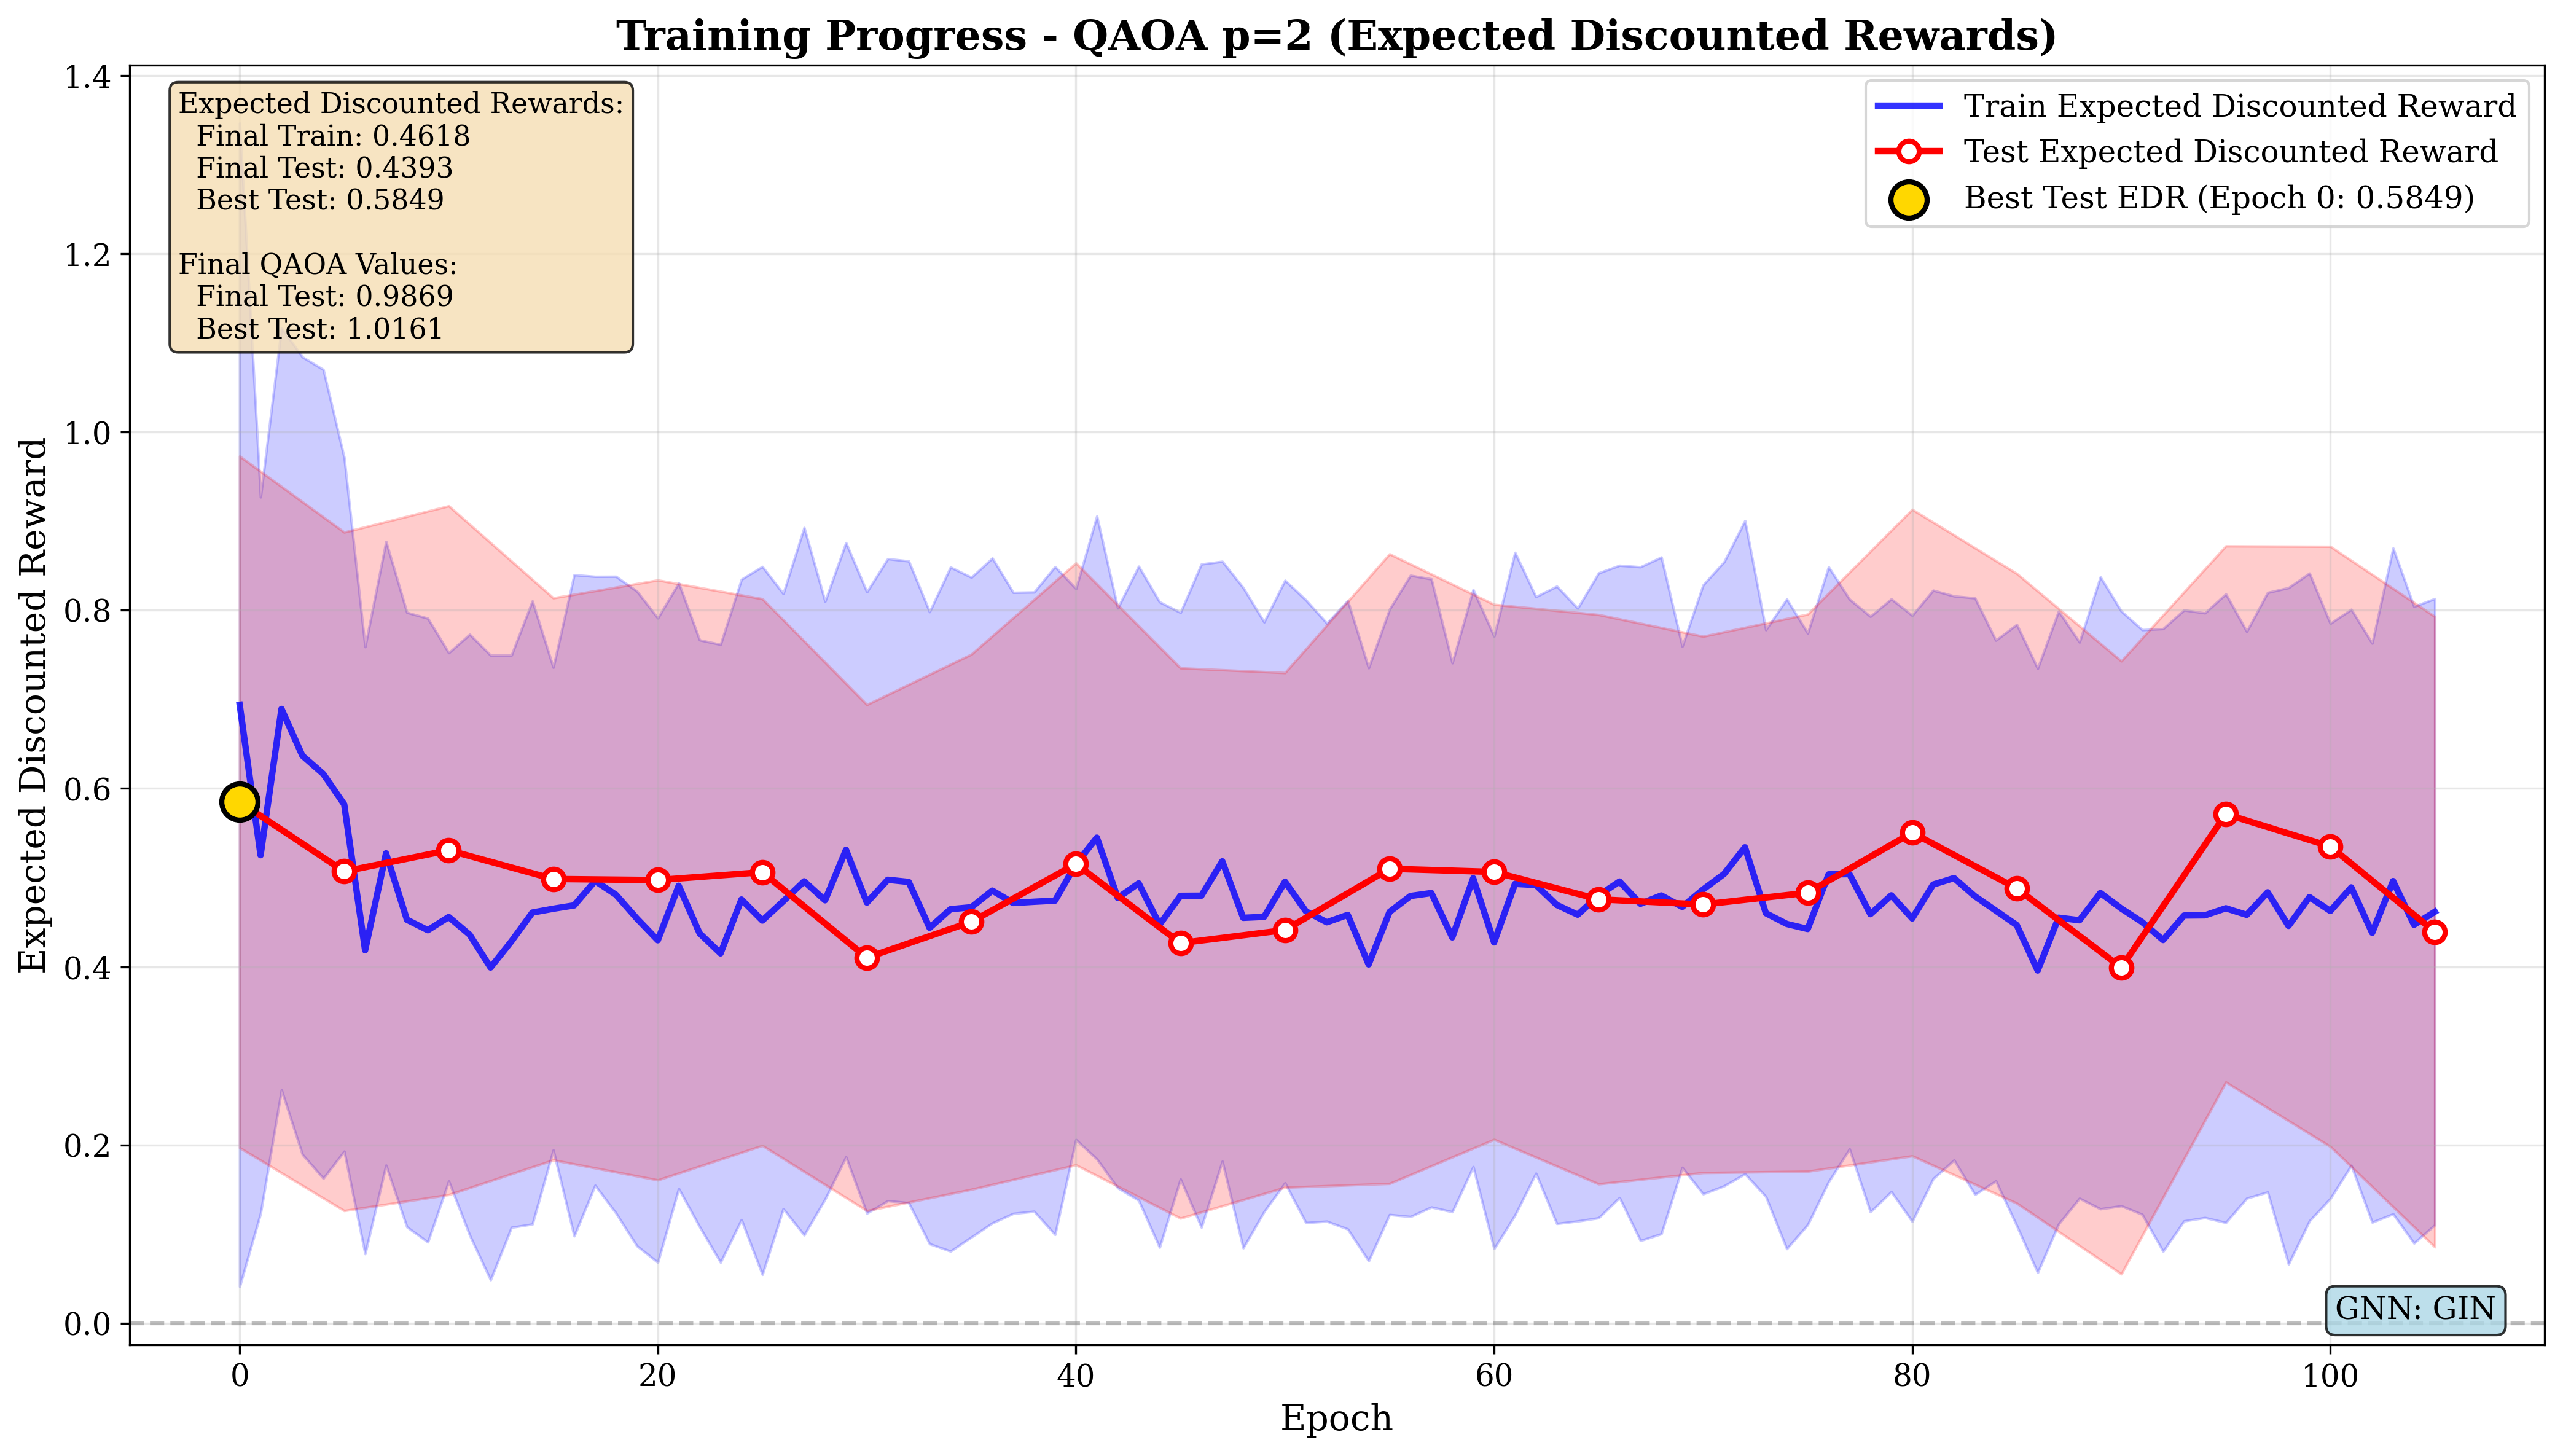 Training Progress - QAOA p=2 (Expected Discounted Rewards)
Expected Discounted Rewards:
Final Train: 0.4618
Final Test: 0.4393
Best Test: 0.5849
Final QAOA Values:
Final Test: 0.9869
Best Test: 1.0161
Train Expected Discounted Reward
Test Expected Discounted Reward
Best Test EDR (Epoch 0: 0.5849)
Expected Discounted Reward
1.4
1.2
1.0
0.8
0.6
0.4
0.2
0.0
GNN: GIN
0
20
40
60
80
100
Epoch